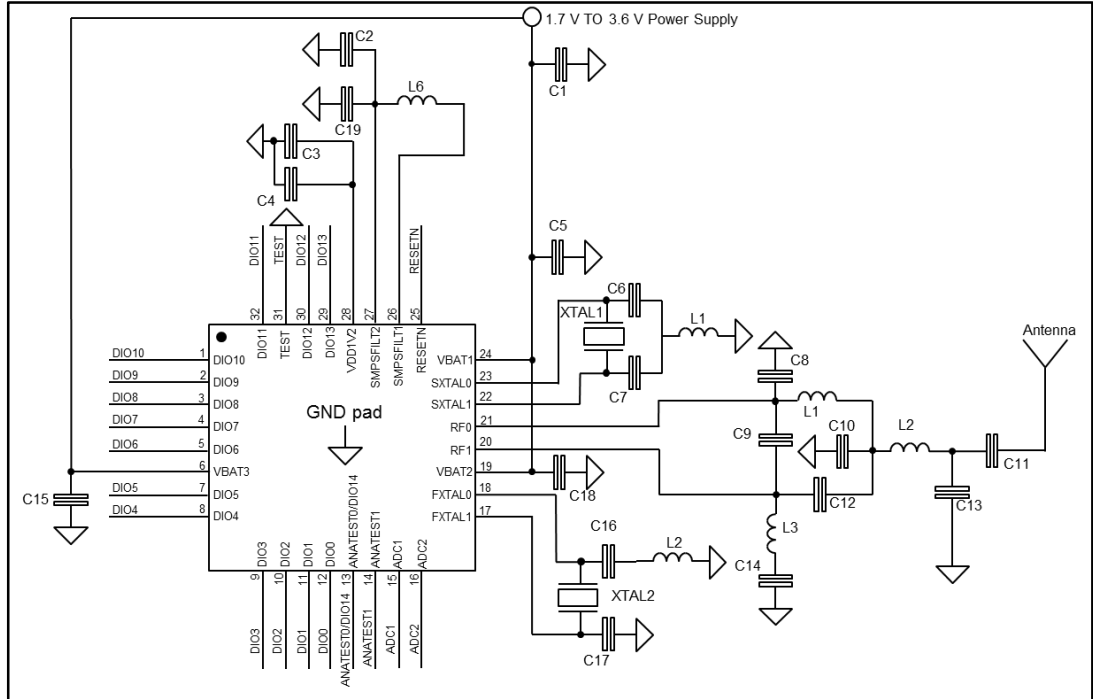 1.7 V TO 3.6 V Power Supply
C2
C1
L6
C19
C3
C4
C5
DIO11
TEST
DIO12
DIO13
RESETN
32
31
30
29
28
27
26
25
DIO11
TEST
DIO12
DIO13
VDD1V2
SMPSFILT2
SMPSFILT1
RESETN
C6
XTAL1
L1
C7
Antenna
C8
L1
C9
C10
L2
C11
C12
C13
L3
C14
DIO10 1 DIO10
DIO9 2 DIO9
DIO8 3 DIO8
DIO7 4 DIO7
DIO6 5 DIO6
6 VBAT3
DIO5 7 DIO5
DIO4 8 DIO4
C15
GND pad
VBAT1 24
SXTAL0 23
SXTAL1 22
RF0 21
RF1 20
VBAT2 19
FXTAL0 18
FXTAL1 17
C18
C16
L2
XTAL2
C17
DIO3
DIO2
DIO1
DIO0
ANATEST0/DIO14
ANATEST1
ADC1
ADC2
9
10
11
12
13
14
15
16
DIO3
DIO2
DIO1
DIO0
ANATEST0/DIO14
ANATEST1
ADC1
ADC2